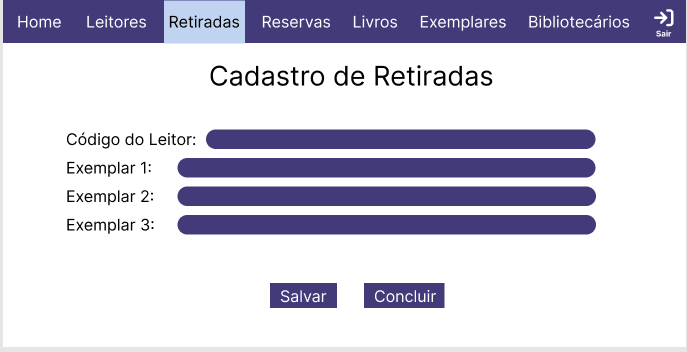 Home Leitores Retiradas Reservas Livros Exemplares Bibliotecários Sair
Cadastro de Retiradas
Código do Leitor:
Exemplar 1:
Exemplar 2:
Exemplar 3:
Salvar Concluir